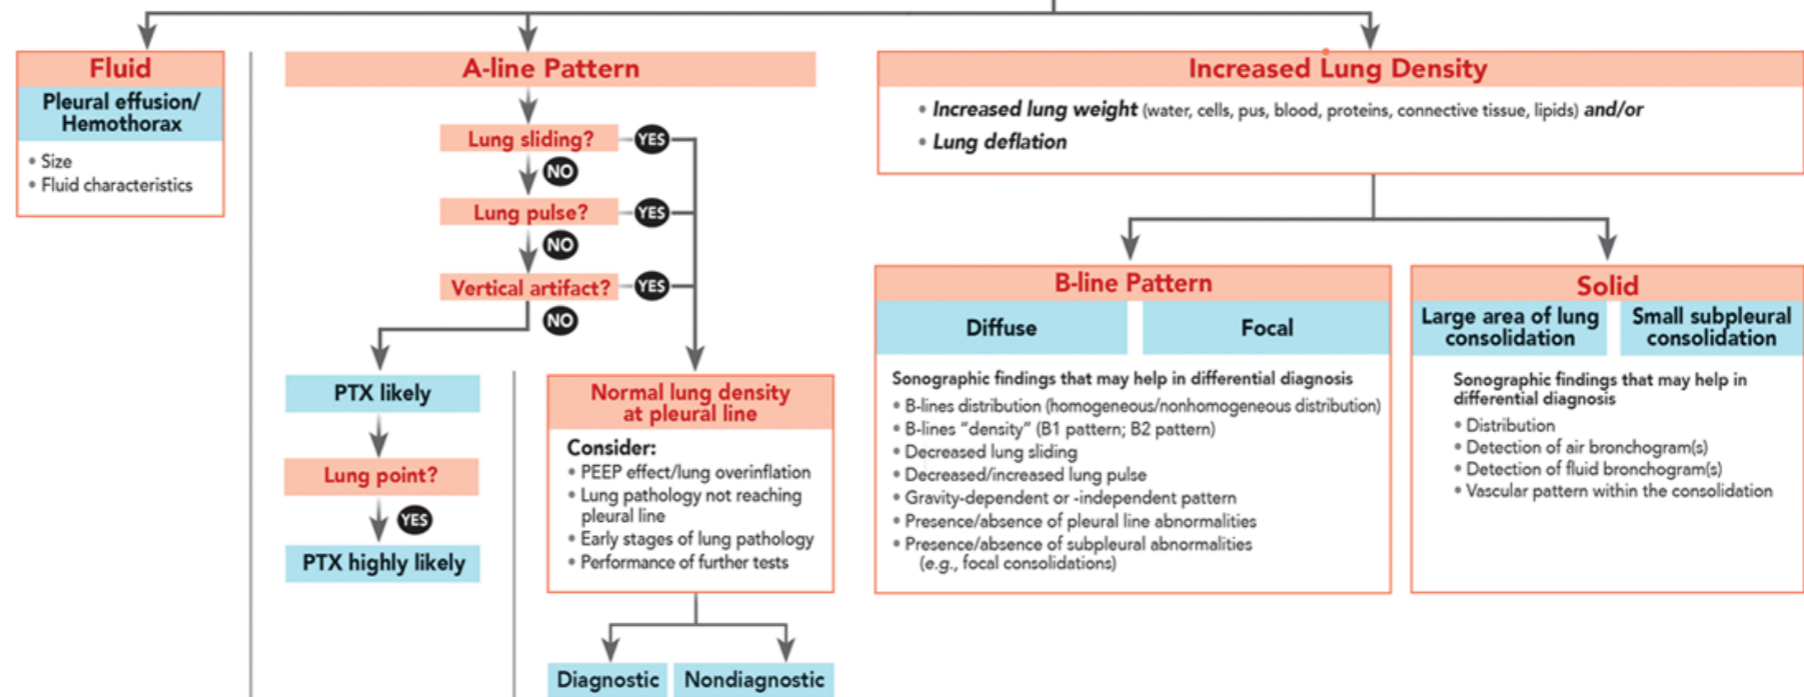 Fluid
Pleural effusion/
Hemothorax
• Size
• Fluid characteristics
A-line Pattern
Lung sliding?
YES
NO
Lung pulse?
YES
NO
Vertical artifact?
YES
NO
PTX likely
Lung point?
YES
PTX highly likely
Normal lung density
at pleural line
Consider:
• PEEP effect/lung overinflation
• Lung pathology not reaching
pleural line
• Early stages of lung pathology
• Performance of further tests
Diagnostic
Nondiagnostic
Increased Lung Density
• Increased lung weight (water, cells, pus, blood, proteins, connective tissue, lipids) and/or
• Lung deflation
B-line Pattern
Diffuse
Focal
Sonographic findings that may help in differential diagnosis
• B-lines distribution (homogeneous/nonhomogeneous distribution)
• B-lines “density” (B1 pattern; B2 pattern)
• Decreased lung sliding
• Decreased/increased lung pulse
• Gravity-dependent or -independent pattern
• Presence/absence of pleural line abnormalities
• Presence/absence of subpleural abnormalities
(e.g., focal consolidations)
Solid
Large area of lung
consolidation
Small subpleural
consolidation
Sonographic findings that may help in
differential diagnosis
• Distribution
• Detection of air bronchogram(s)
• Detection of fluid bronchogram(s)
• Vascular pattern within the consolidation